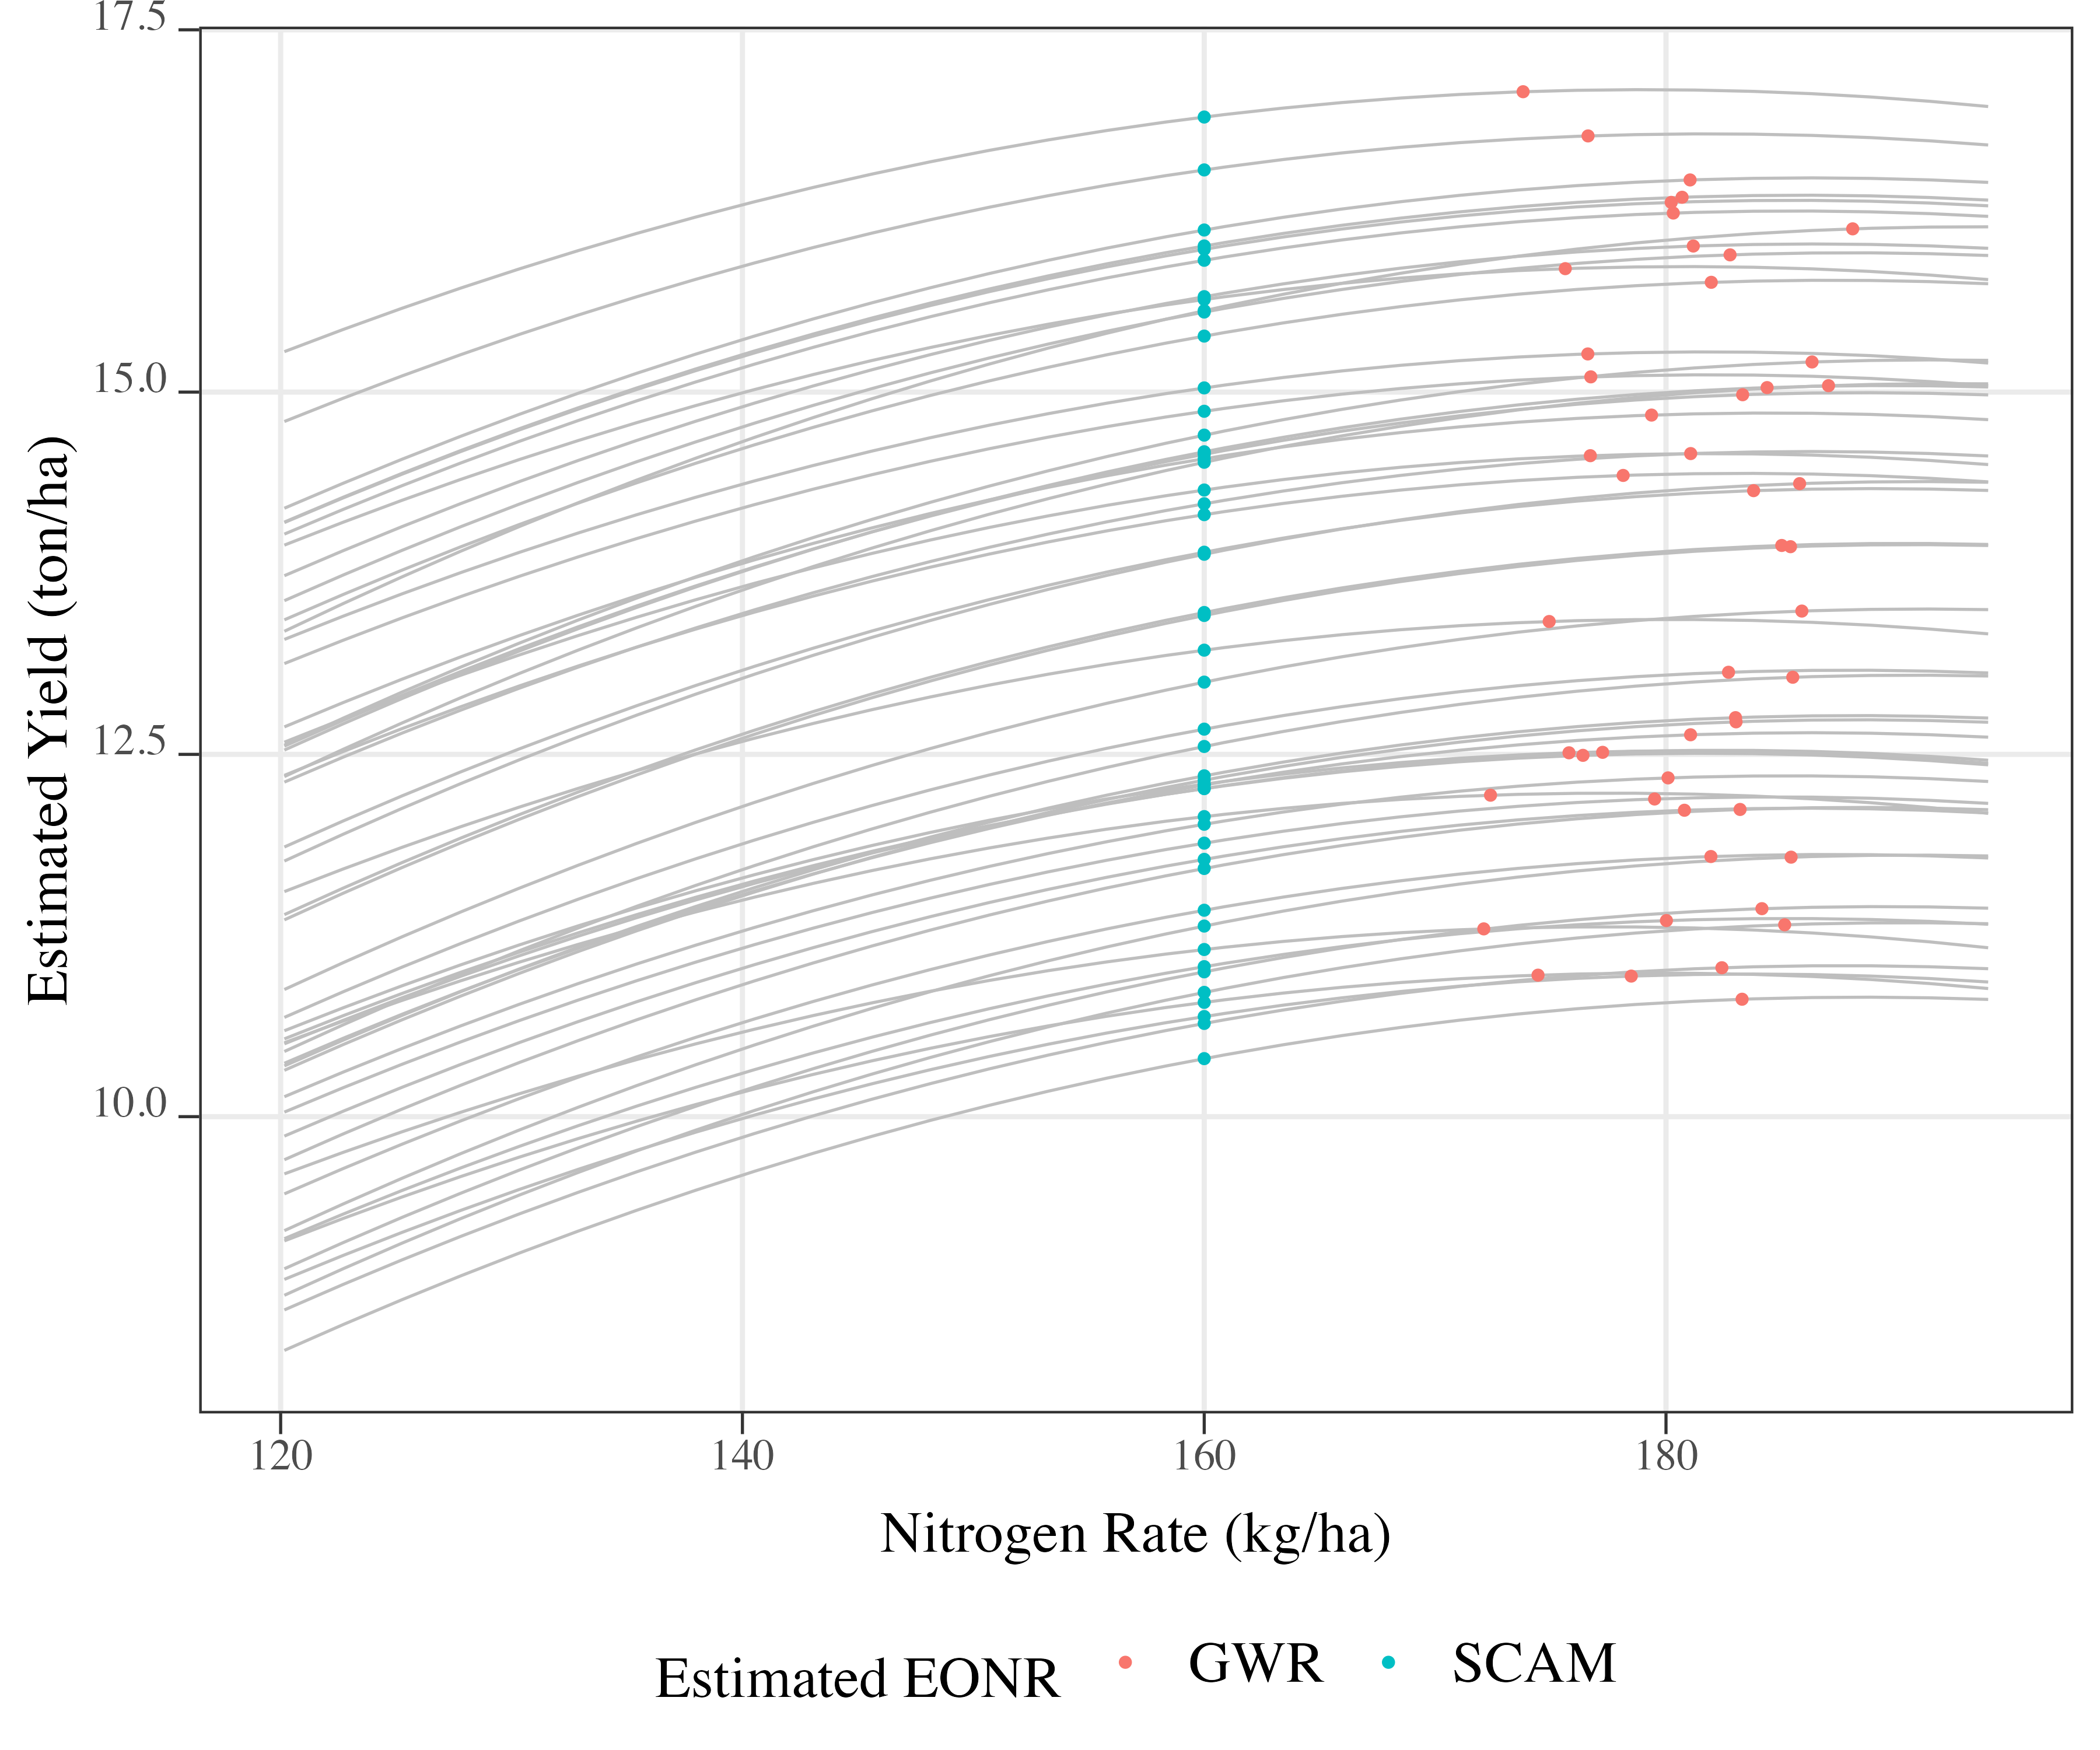 17.5
15.0
12.5
10.0
Estimated Yield (ton/ha)
120 140 160 180
Nitrogen Rate (kg/ha)
Estimated EONR GWR SCAM